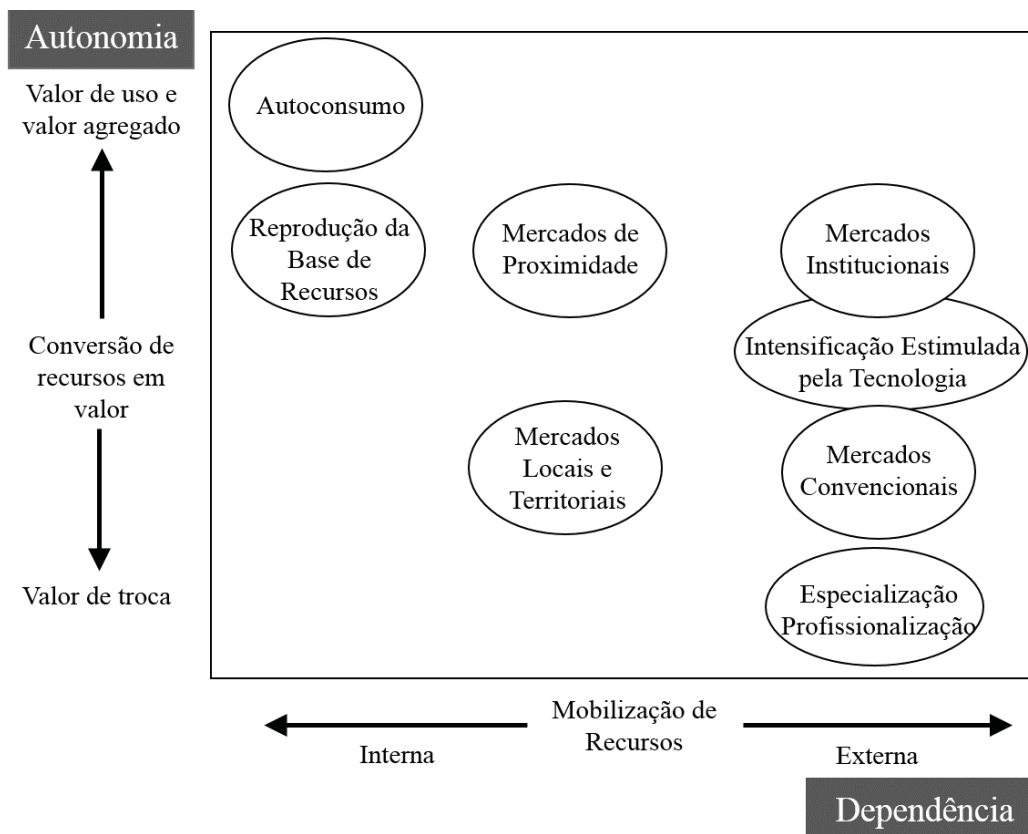 Autonomia
Valor de uso e
valor agregado
Conversão de
recursos em
valor
Valor de troca
Autoconsumo
Reprodução da
Base de
Recursos
Mercados de
Proximidade
Mercados
Institucionais
Intensificação Estimulada
pela Tecnologia
Mercados
Locais e
Territoriais
Mercados
Convencionais
Especialização
Profissionalização
Mobilização de
Recursos
Interna
Externa
Dependência